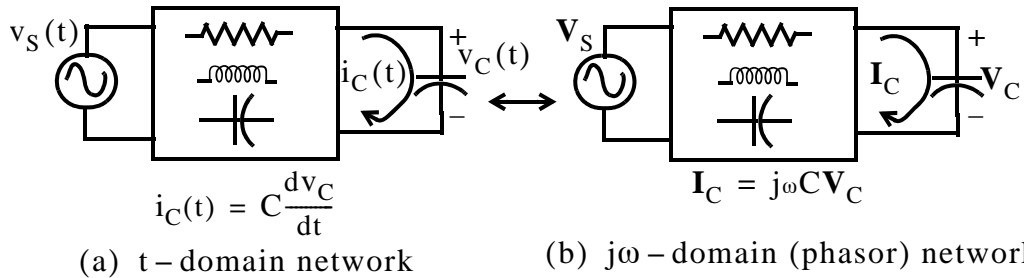 v_S(t)
i_C(t)
+
v_C(t)
−
V_S
I_C
+
V_C
−
i_C(t) = C dv_C/dt
I_C = jωCV_C
(a) t−domain network
(b) jω−domain (phasor) network